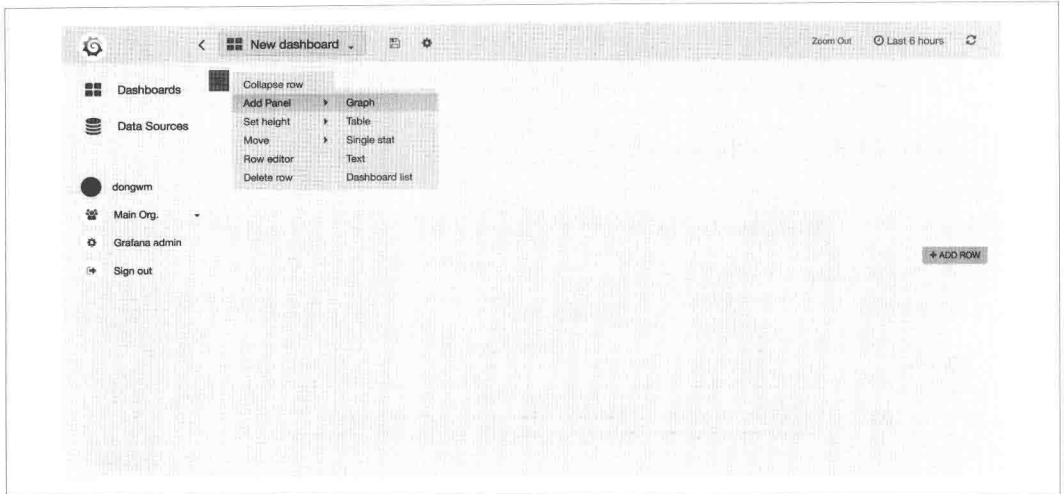 New dashboard
Zoom Out
Last 6 hours
Dashboards
Data Sources
dongwm
Main Org.
Grafana admin
Sign out
Collapse row
Add Panel
Set height
Move
Row editor
Delete row
Graph
Table
Single stat
Text
Dashboard list
+ ADD ROW